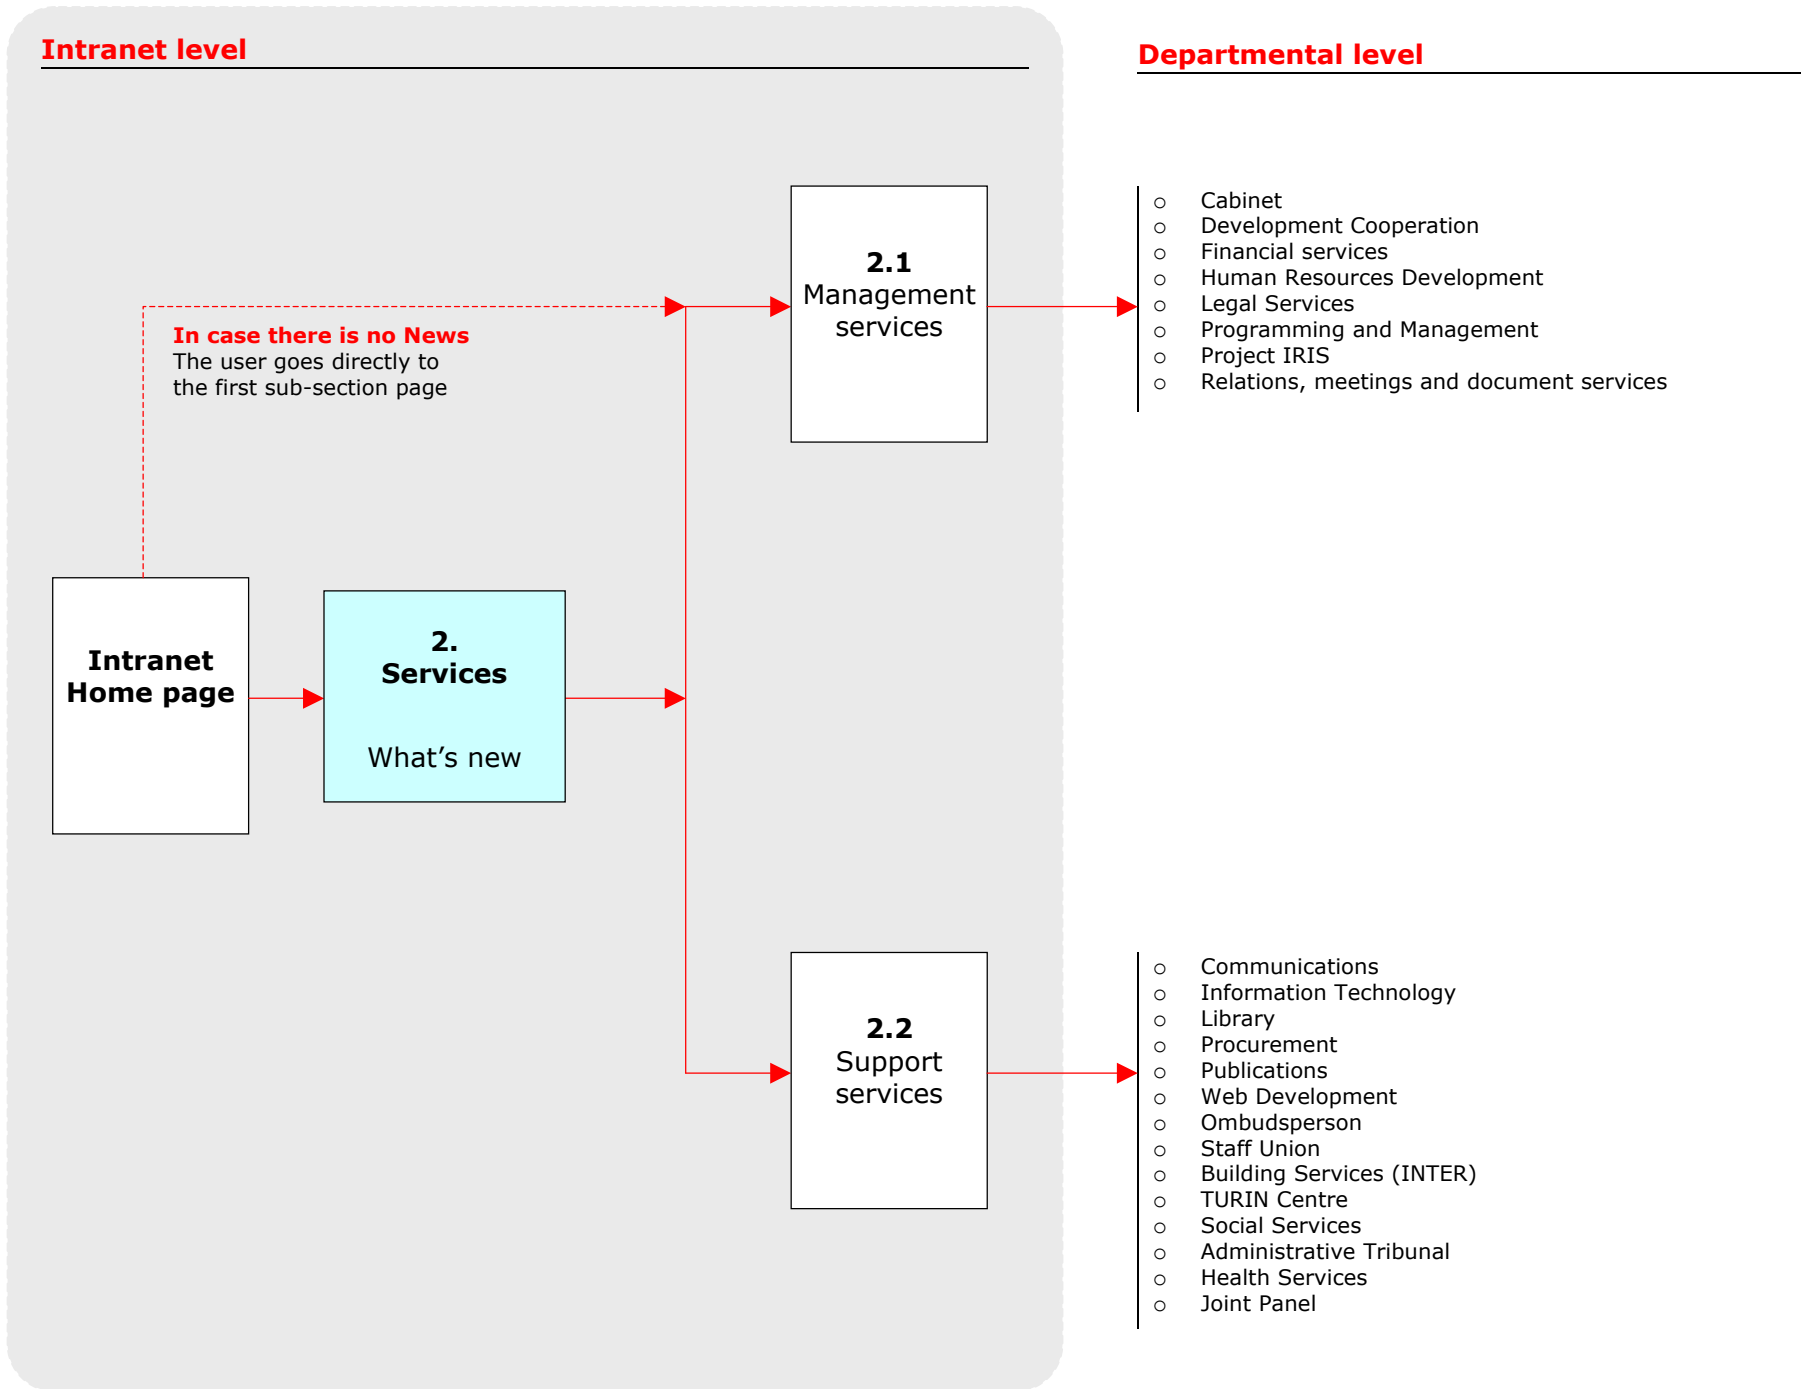 Intranet level
Departmental level
2.1
Management
services
○ Cabinet
○ Development Cooperation
○ Financial services
○ Human Resources Development
○ Legal Services
○ Programming and Management
○ Project IRIS
○ Relations, meetings and document services
In case there is no News
The user goes directly to
the first sub-section page
Intranet
Home page
2.
Services
What’s new
2.2
Support
services
○ Communications
○ Information Technology
○ Library
○ Procurement
○ Publications
○ Web Development
○ Ombudsperson
○ Staff Union
○ Building Services (INTER)
○ TURIN Centre
○ Social Services
○ Administrative Tribunal
○ Health Services
○ Joint Panel